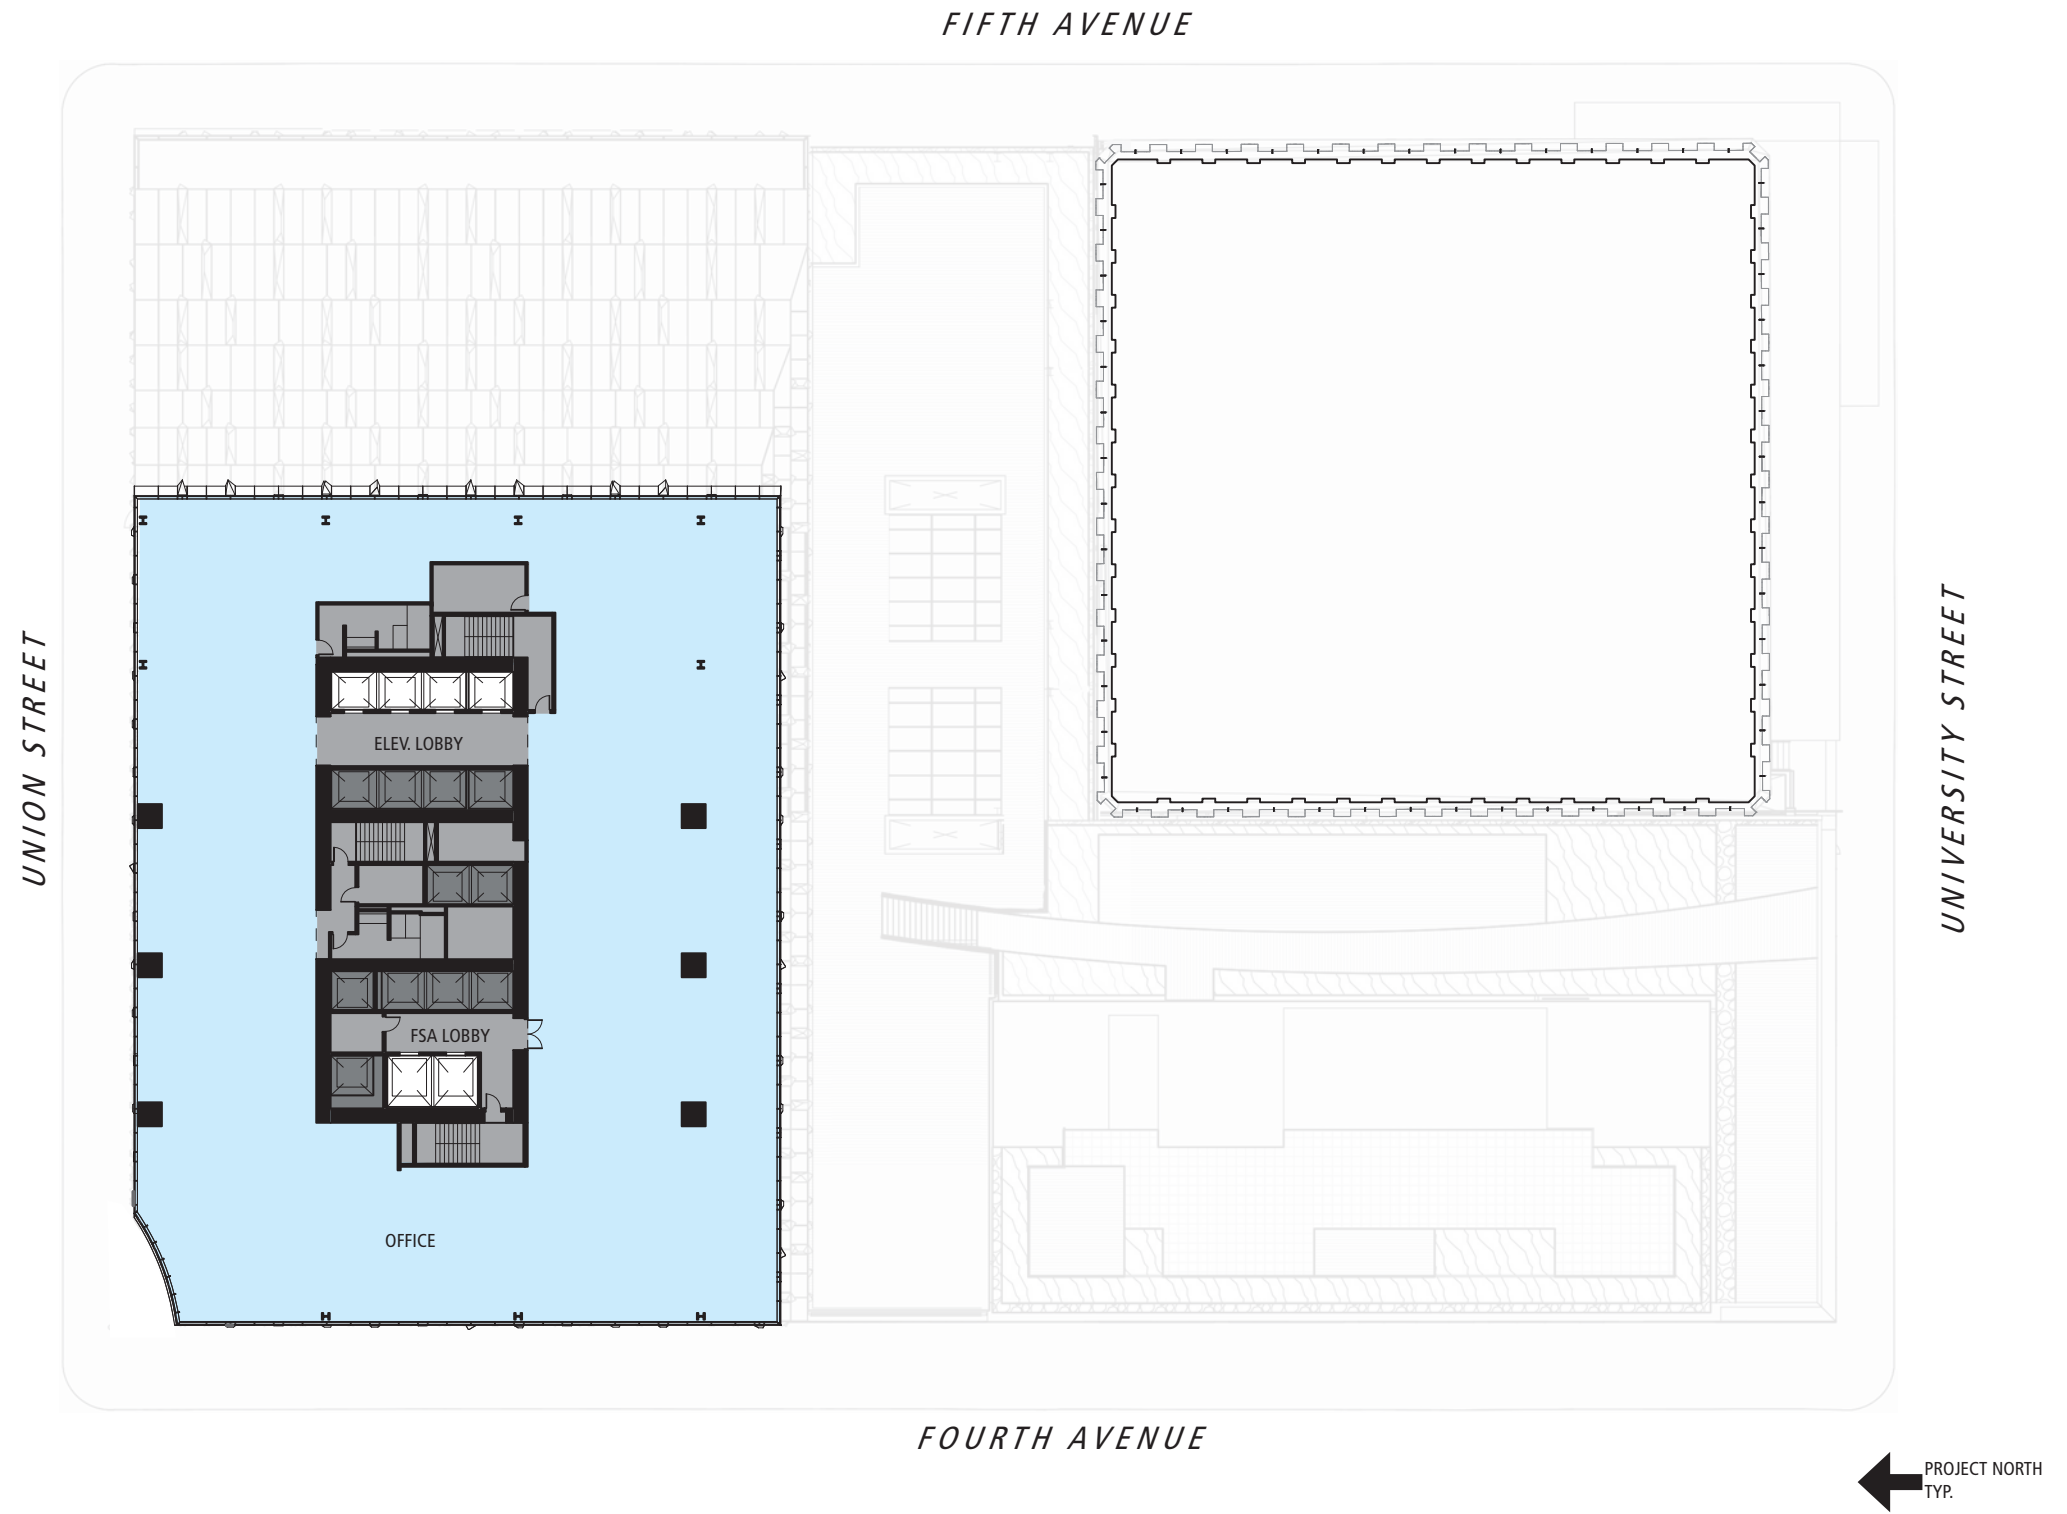 FIFTH AVENUE
UNION STREET
UNIVERSITY STREET
ELEV. LOBBY
FSA LOBBY
OFFICE
FOURTH AVENUE
PROJECT NORTH
TYP.